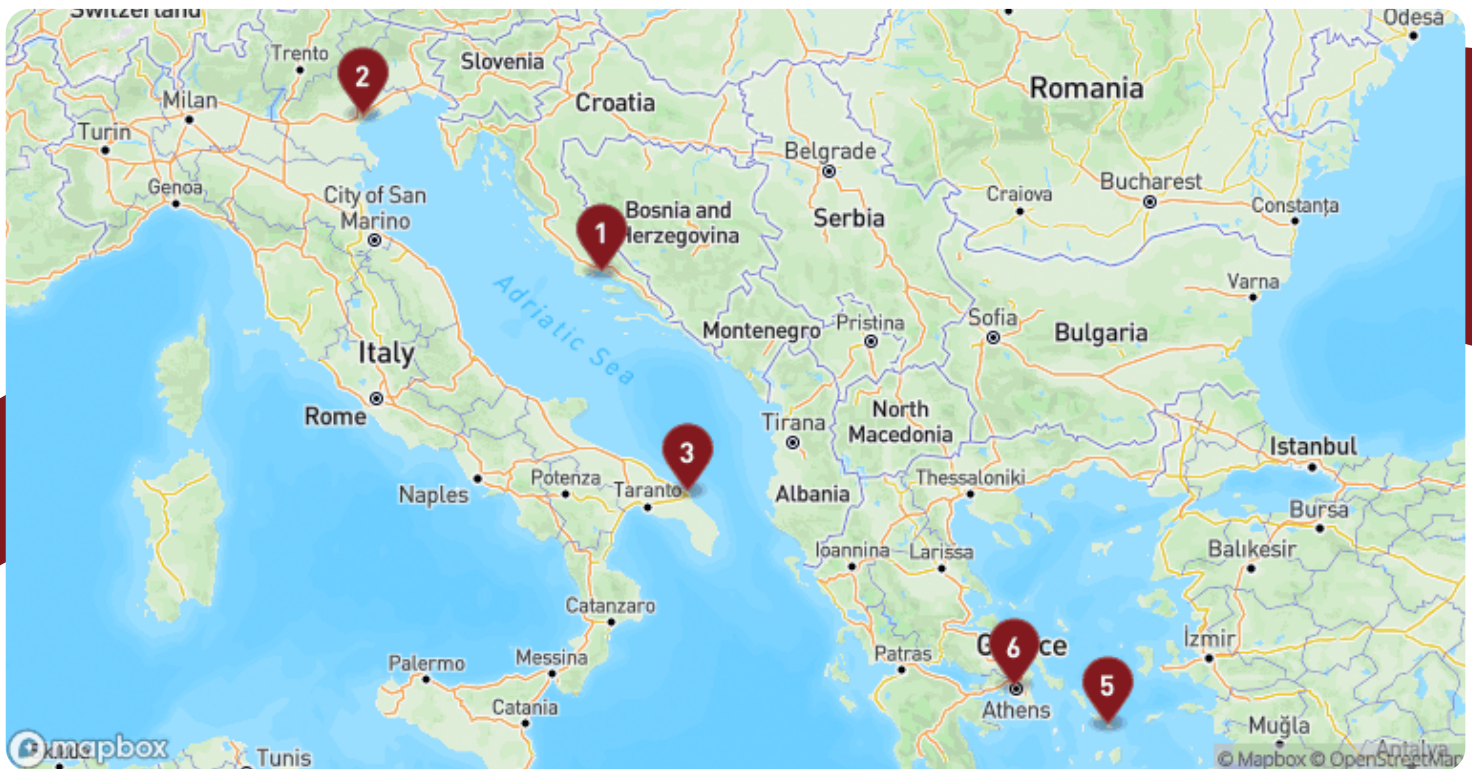 Switzerland
Odesa
Trento
Slovenia
2
Milan
Croatia
Romania
Turin
Belgrade
Genoa
City of San
Marino
Craiova
Bucharest
Constanța
Bosnia and
Herzegovina
Serbia
1
Varna
Adriatic Sea
Montenegro
Pristina
Sofia
Bulgaria
Italy
Rome
Tirana
North
Macedonia
Istanbul
3
Naples
Potenza
Taranto
Albania
Thessaloniki
Bursa
Ioannina
Larissa
Balıkesir
Catanzaro
İzmir
Palermo
Messina
Patras
G
ce
6
5
Catania
Athens
Muğla
mapbox
Tunis
Antalya
© Mapbox © OpenStreetMap